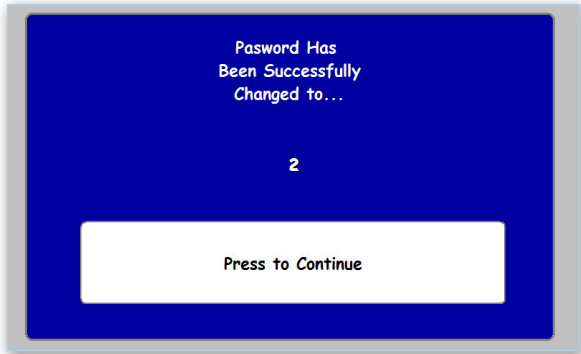 Pasword Has
Been Successfully
Changed to...
2
Press to Continue